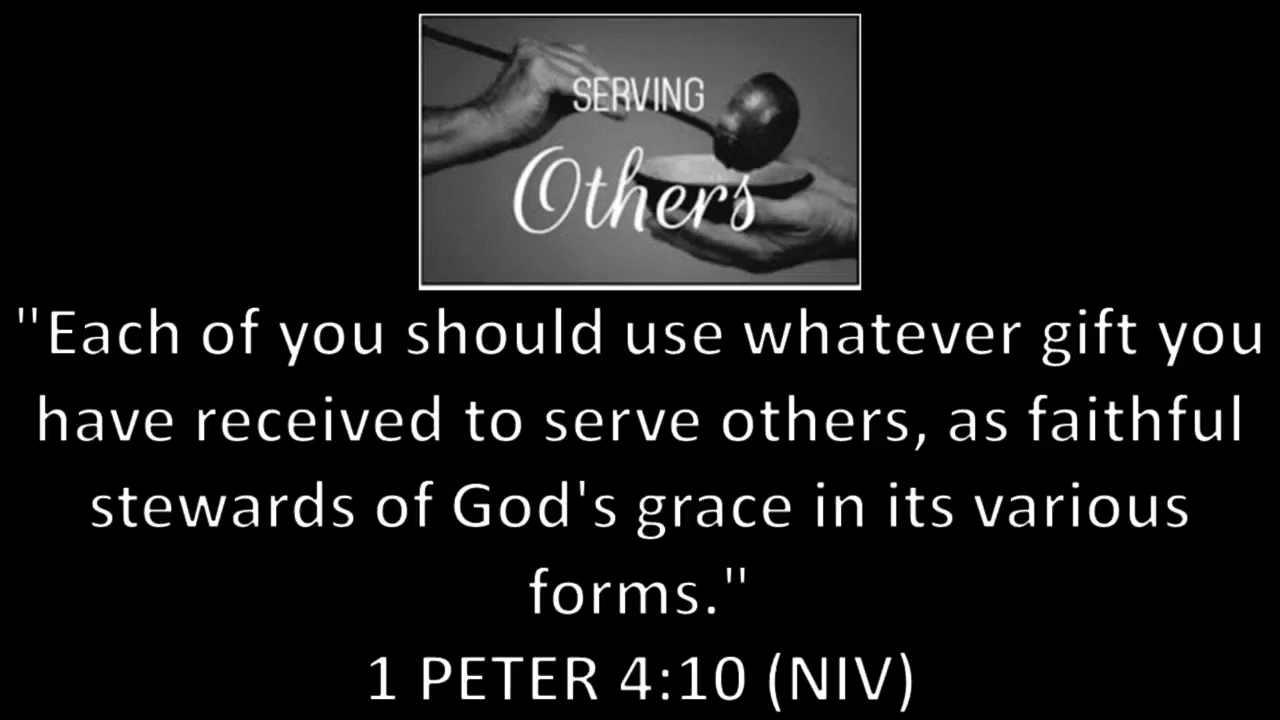 SERVING
Others
"Each of you should use whatever gift you
have received to serve others, as faithful
stewards of God's grace in its various
forms."
1 PETER 4:10 (NIV)